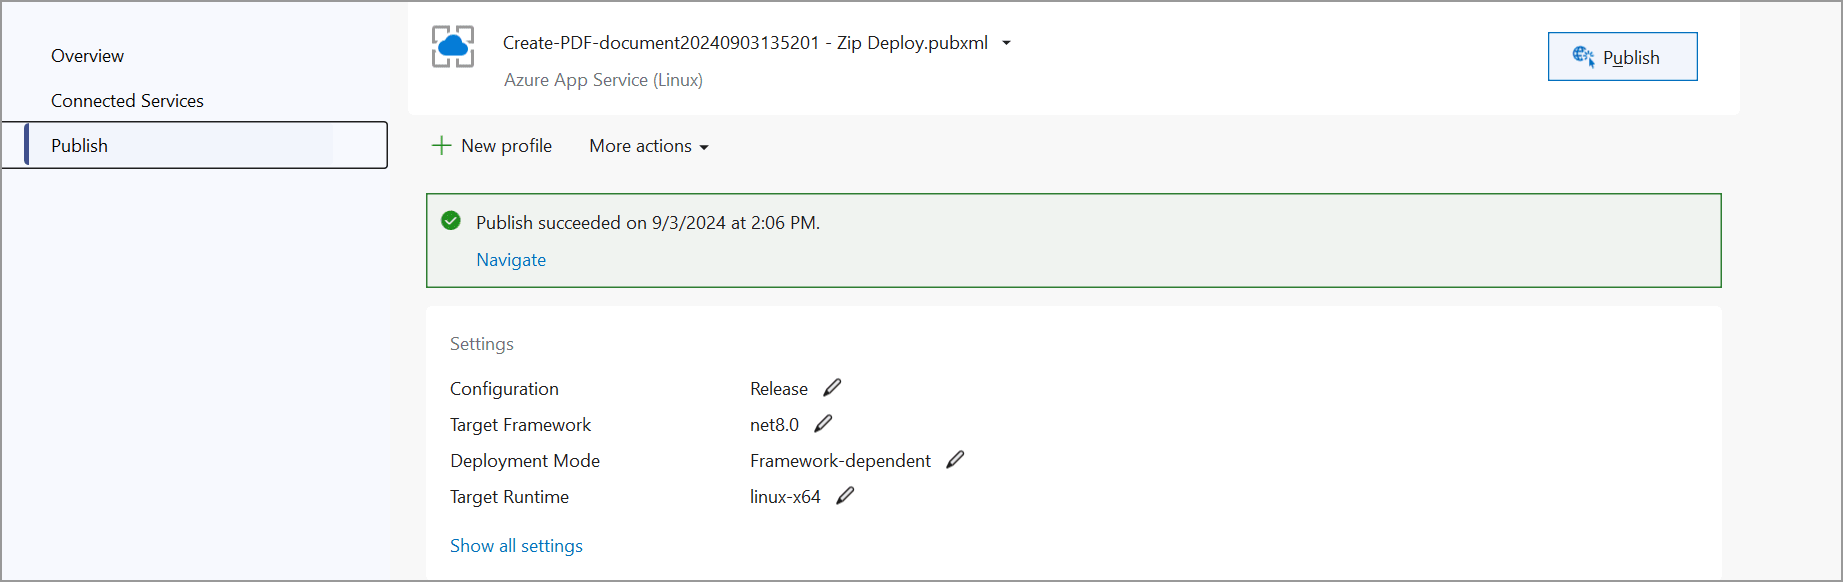 Overview
Connected Services
Publish
Create-PDF-document20240903135201 - Zip Deploy.pubxml
Azure App Service (Linux)
Publish
New profile
More actions
Publish succeeded on 9/3/2024 at 2:06 PM.
Navigate
Settings
Configuration Release
Target Framework net8.0
Deployment Mode Framework-dependent
Target Runtime linux-x64
Show all settings